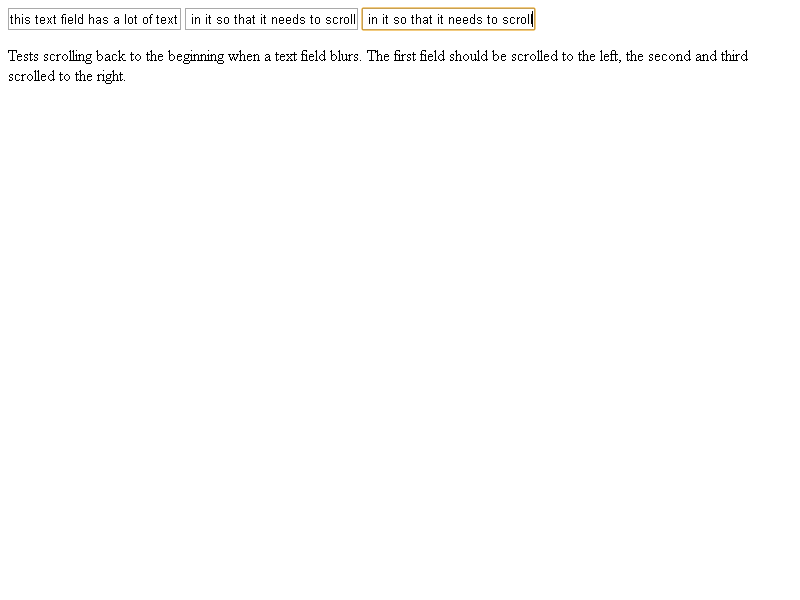 this text field has a lot of text in it so that it needs to scroll in it so that it needs to scroll
Tests scrolling back to the beginning when a text field blurs. The first field should be scrolled to the left, the second and third
scrolled to the right.